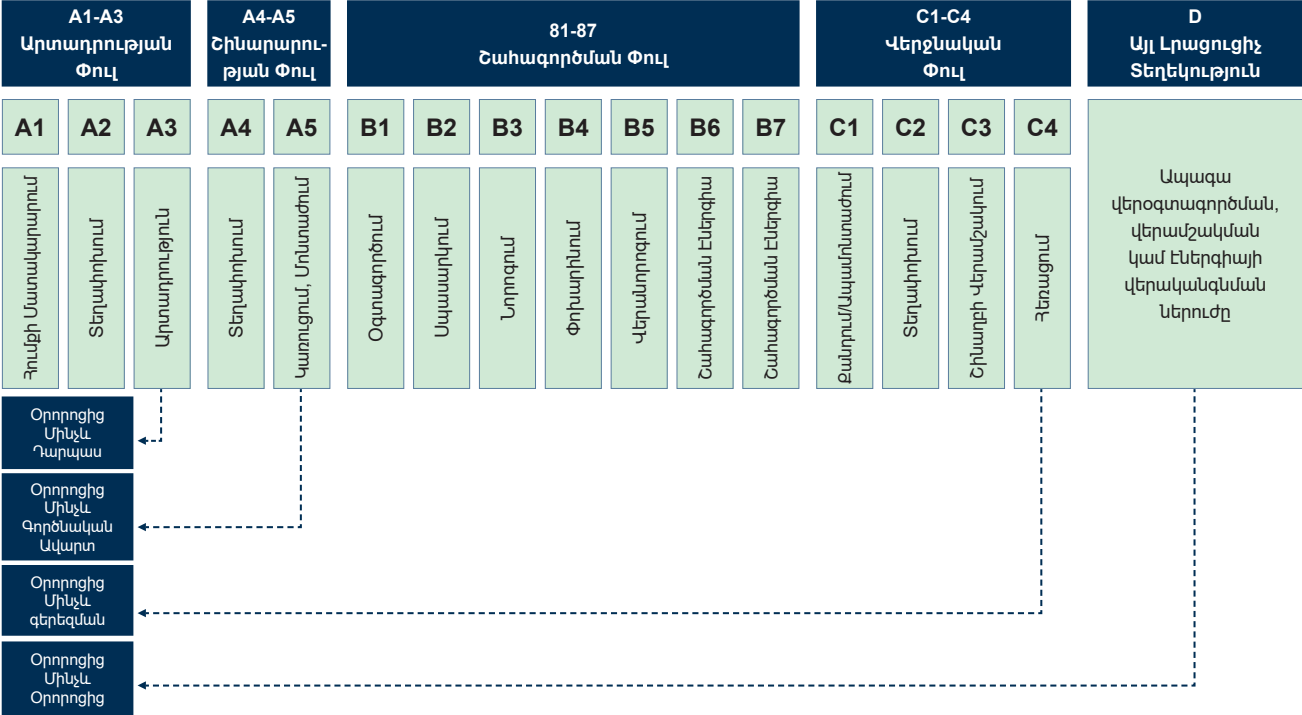 A1-A3
Արտադրության
Փուլ
A4-A5
Շինարարու-
թյան Փուլ
81-87
Շահագործման Փուլ
C1-C4
Վերջնական
Փուլ
D
Այլ Լրացուցիչ
Տեղեկություն
A1
A2
A3
A4
A5
B1
B2
B3
B4
B5
B6
B7
C1
C2
C3
C4
Հումքի Մատակարարում
Տեղափոխում
Արտադրություն
Տեղափոխում
Կառուցում, Մոնտաժում
Օգտագործում
Սպասարկում
Նորոգում
Փոխարինում
Վերանորոգում
Շահագործման Էներգիա
Շահագործման Էներգիա
Քանդում/Ապամոնտաժում
Տեղափոխում
Շինաղբի Վերամշակում
Հեռացում
Ապագա
վերօգտագործման,
վերամշակման
կամ էներգիայի
վերականգնման
ներուժը
Օրորոցից
Մինչև
Դարպաս
Օրորոցից
Մինչև
Գործնական
Ավարտ
Օրորոցից
Մինչև
գերեզման
Օրորոցից
Մինչև
Օրորոցից